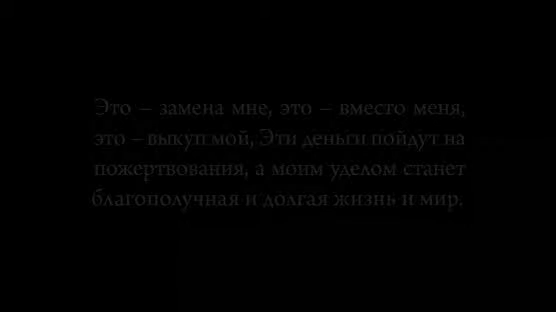 Это – замена мне, это – вместо меня,
это – выкуп мой, Эти деньги пойдут на
пожертвования, а моим уделом станет
благополучная и долгая жизнь и мир.